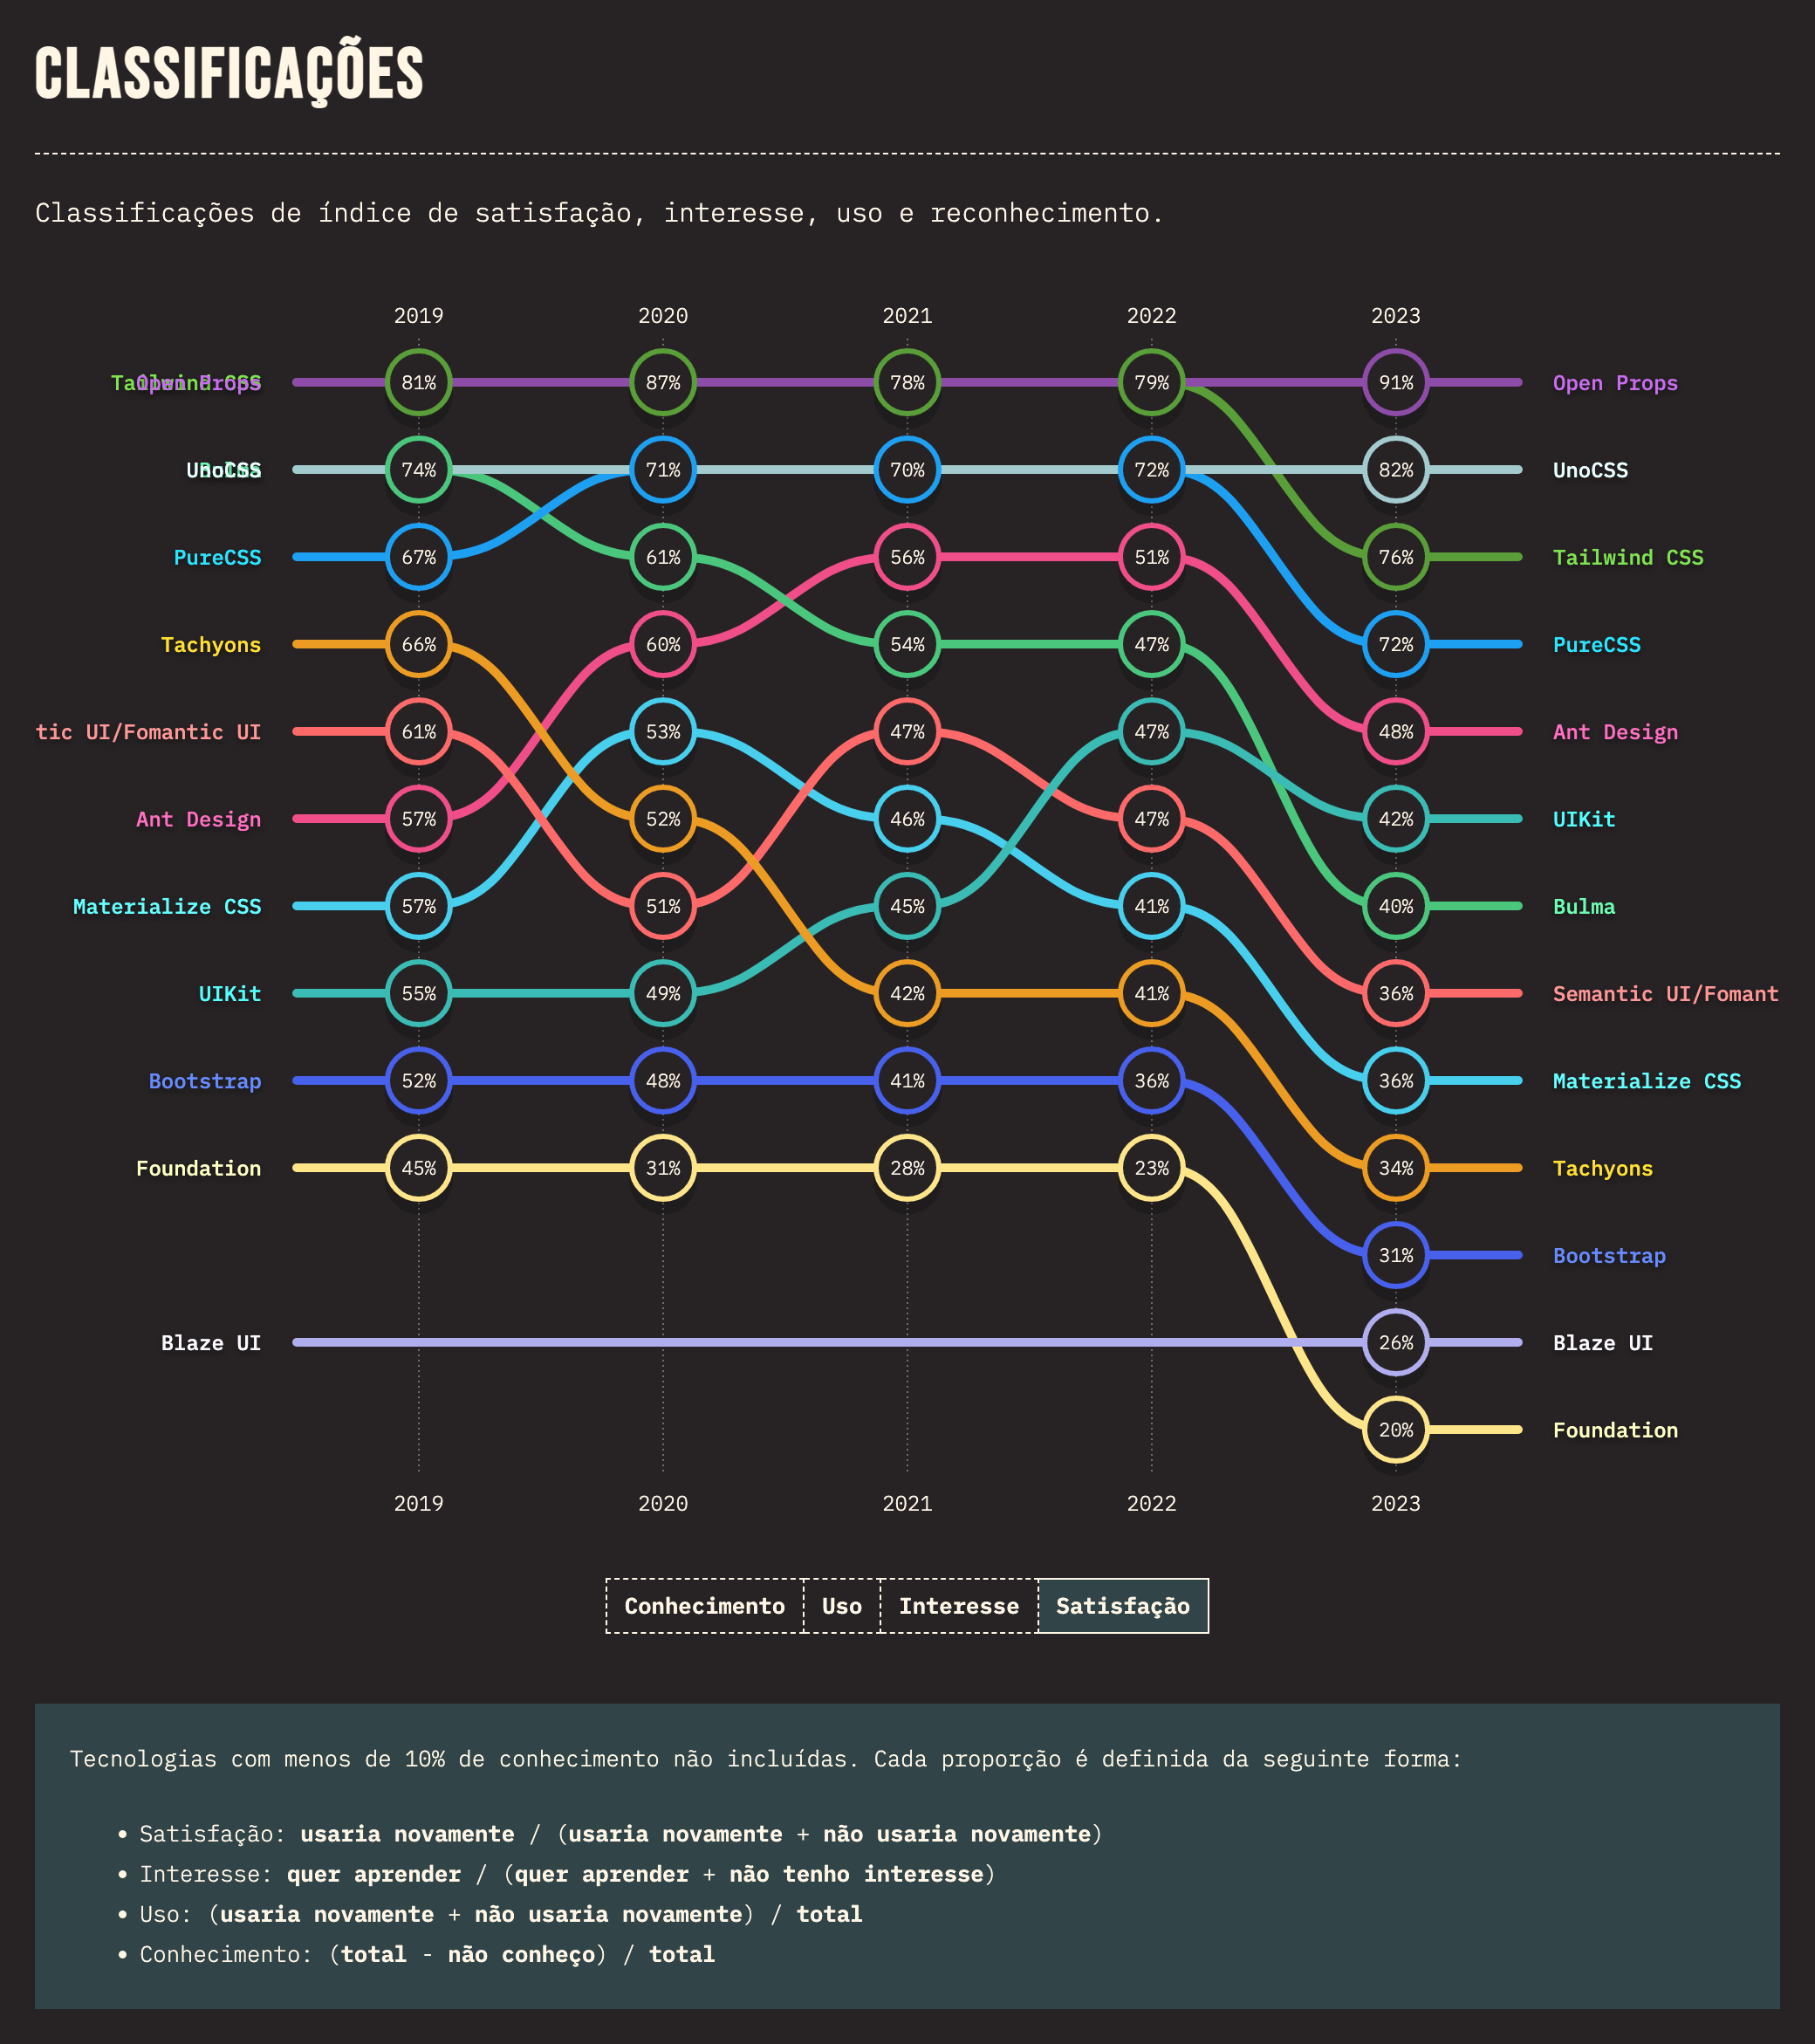 CLASSIFICAÇÕES
Classificações de índice de satisfação, interesse, uso e reconhecimento.
2019 2020 2021 2022 2023
Tailwind CSS Open Props 81% 87% 78% 79% 91% Open Props
UnoCSS Bulma 74% 71% 70% 72% 82% UnoCSS
PureCSS 67% 61% 56% 51% 76% Tailwind CSS
Tachyons 66% 60% 54% 47% 72% PureCSS
tic UI/Fomantic UI 61% 53% 47% 47% 48% Ant Design
Ant Design 57% 52% 46% 47% 42% UIKit
Materialize CSS 57% 51% 45% 41% 40% Bulma
UIKit 55% 49% 42% 41% 36% Semantic UI/Fomant
Bootstrap 52% 48% 41% 36% 36% Materialize CSS
Foundation 45% 31% 28% 23% 34% Tachyons
31% Bootstrap
Blaze UI 26% Blaze UI
20% Foundation
2019 2020 2021 2022 2023
Conhecimento Uso Interesse Satisfação
Tecnologias com menos de 10% de conhecimento não incluídas. Cada proporção é definida da seguinte forma:
• Satisfação: usaria novamente / (usaria novamente + não usaria novamente)
• Interesse: quer aprender / (quer aprender + não tenho interesse)
• Uso: (usaria novamente + não usaria novamente) / total
• Conhecimento: (total - não conheço) / total